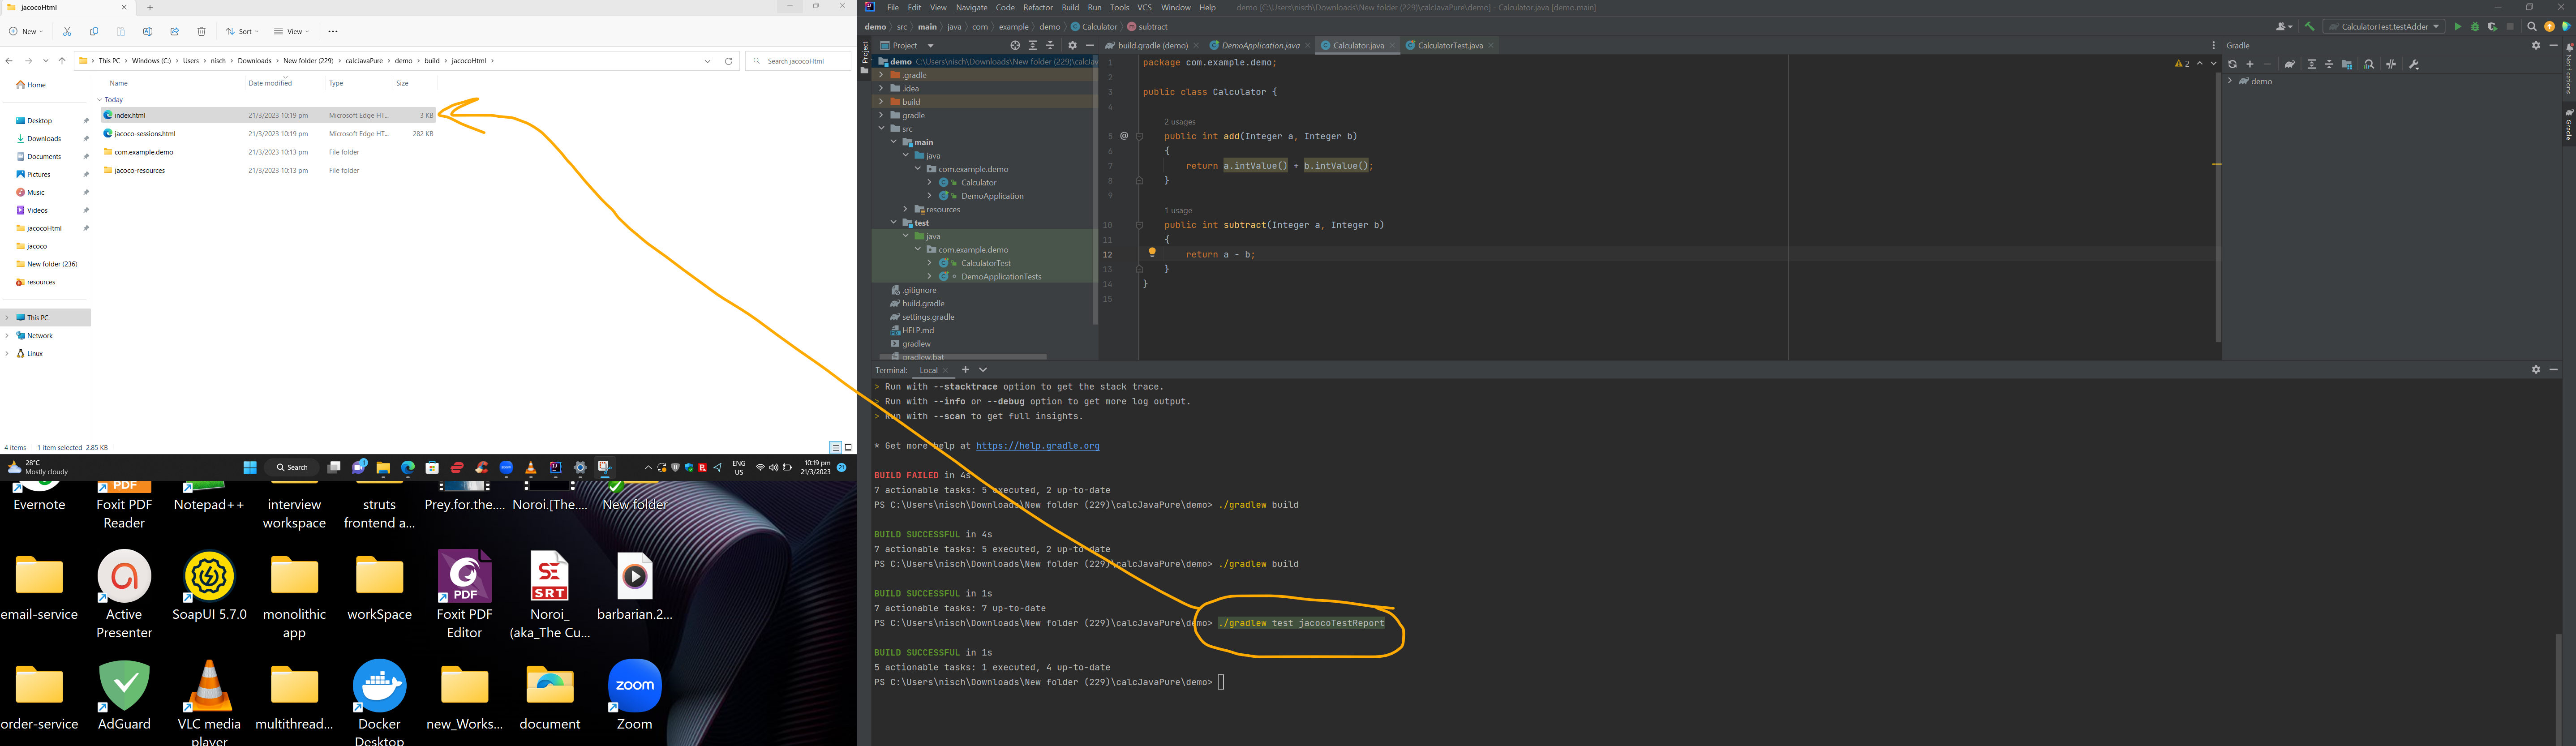 jacocoHtml
New
Sort
View
This PC > Windows (C:) > Users > nisch > Downloads > New folder (229) > calcJavaPure > demo > build > jacocoHtml >
Search jacocoHtml
Home
Desktop
Downloads
Documents
Pictures
Music
Videos
jacocoHtml
jacoco
New folder (236)
resources
This PC
Network
Linux
Name Date modified Type Size
Today
index.html 21/3/2023 10:19 pm Microsoft Edge HT... 3 KB
jacoco-sessions.html 21/3/2023 10:19 pm Microsoft Edge HT... 282 KB
com.example.demo 21/3/2023 10:13 pm File folder
jacoco-resources 21/3/2023 10:13 pm File folder
4 items 1 item selected 2.85 KB
28°C
Mostly cloudy
Search
ENG
US
10:19 pm
21/3/2023
Evernote
Foxit PDF
Reader
Notepad++
interview
workspace
struts
frontend a...
Prey.for.the....
Noroi.[The....
New folder
email-service
Active
Presenter
SoapUI 5.7.0
monolithic
app
workSpace
PDF
Foxit PDF
Editor
SE
SRT
Noroi_
(aka_The Cu...
barbarian.2...
order-service
AdGuard
VLC media
player
multithread...
Docker
Desktop
new_Works...
document
zoom
Zoom
File Edit View Navigate Code Refactor Build Run Tools VCS Window Help
demo [C:\Users\nisch\Downloads\New folder (229)\calcJavaPure\demo] - Calculator.java [demo.main]
demo > src > main > java > com > example > demo > Calculator > subtract
CalculatorTest.testAdder
Project
Project
demo C:\Users\nisch\Downloads\New folder (229)\calcJav
.gradle
.idea
build
gradle
src
main
java
com.example.demo
Calculator
DemoApplication
resources
test
java
com.example.demo
CalculatorTest
DemoApplicationTests
.gitignore
build.gradle
settings.gradle
HELP.md
gradlew
gradlew.bat
build.gradle (demo)
DemoApplication.java
Calculator.java
CalculatorTest.java
2
1 package com.example.demo;
2
3 public class Calculator {
4
2 usages
5 public int add(Integer a, Integer b)
6 {
7 return a.intValue() + b.intValue();
8 }
9
1 usage
10 public int subtract(Integer a, Integer b)
11 {
12 return a - b;
13 }
14 }
15
Gradle
demo
Notifications
Gradle
Terminal: Local
> Run with --stacktrace option to get the stack trace.
> Run with --info or --debug option to get more log output.
> Run with --scan to get full insights.
* Get more help at https://help.gradle.org
BUILD FAILED in 4s
7 actionable tasks: 5 executed, 2 up-to-date
PS C:\Users\nisch\Downloads\New folder (229)\calcJavaPure\demo> ./gradlew build
BUILD SUCCESSFUL in 4s
7 actionable tasks: 5 executed, 2 up-to-date
PS C:\Users\nisch\Downloads\New folder (229)\calcJavaPure\demo> ./gradlew build
BUILD SUCCESSFUL in 1s
7 actionable tasks: 7 up-to-date
PS C:\Users\nisch\Downloads\New folder (229)\calcJavaPure\demo> ./gradlew test jacocoTestReport
BUILD SUCCESSFUL in 1s
5 actionable tasks: 1 executed, 4 up-to-date
PS C:\Users\nisch\Downloads\New folder (229)\calcJavaPure\demo>